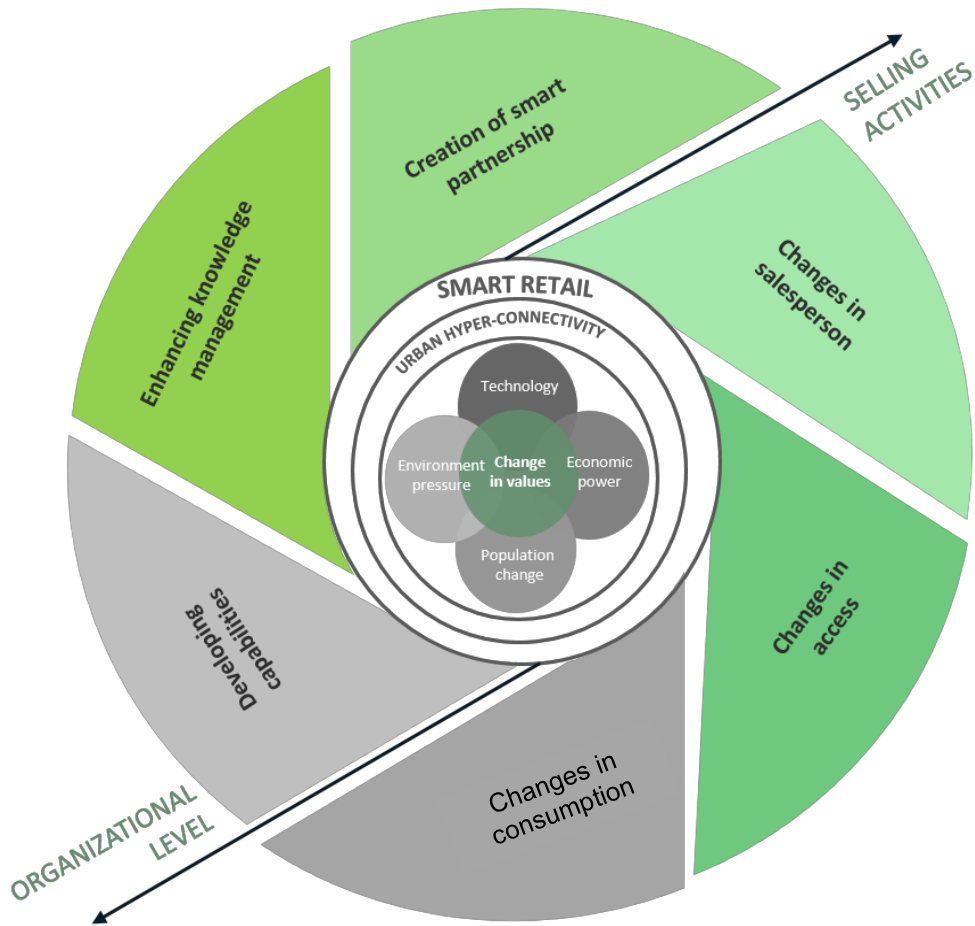 SELLING
ACTIVITIES
Creation of smart
partnership
Enhancing knowledge
management
Changes in
salesperson
SMART RETAIL
URBAN HYPER-CONNECTIVITY
Technology
Environment
pressure
Change
in values
Economic
power
Population
change
Changes in
access
Developing
capabilities
Changes in
consumption
ORGANIZATIONAL
LEVEL